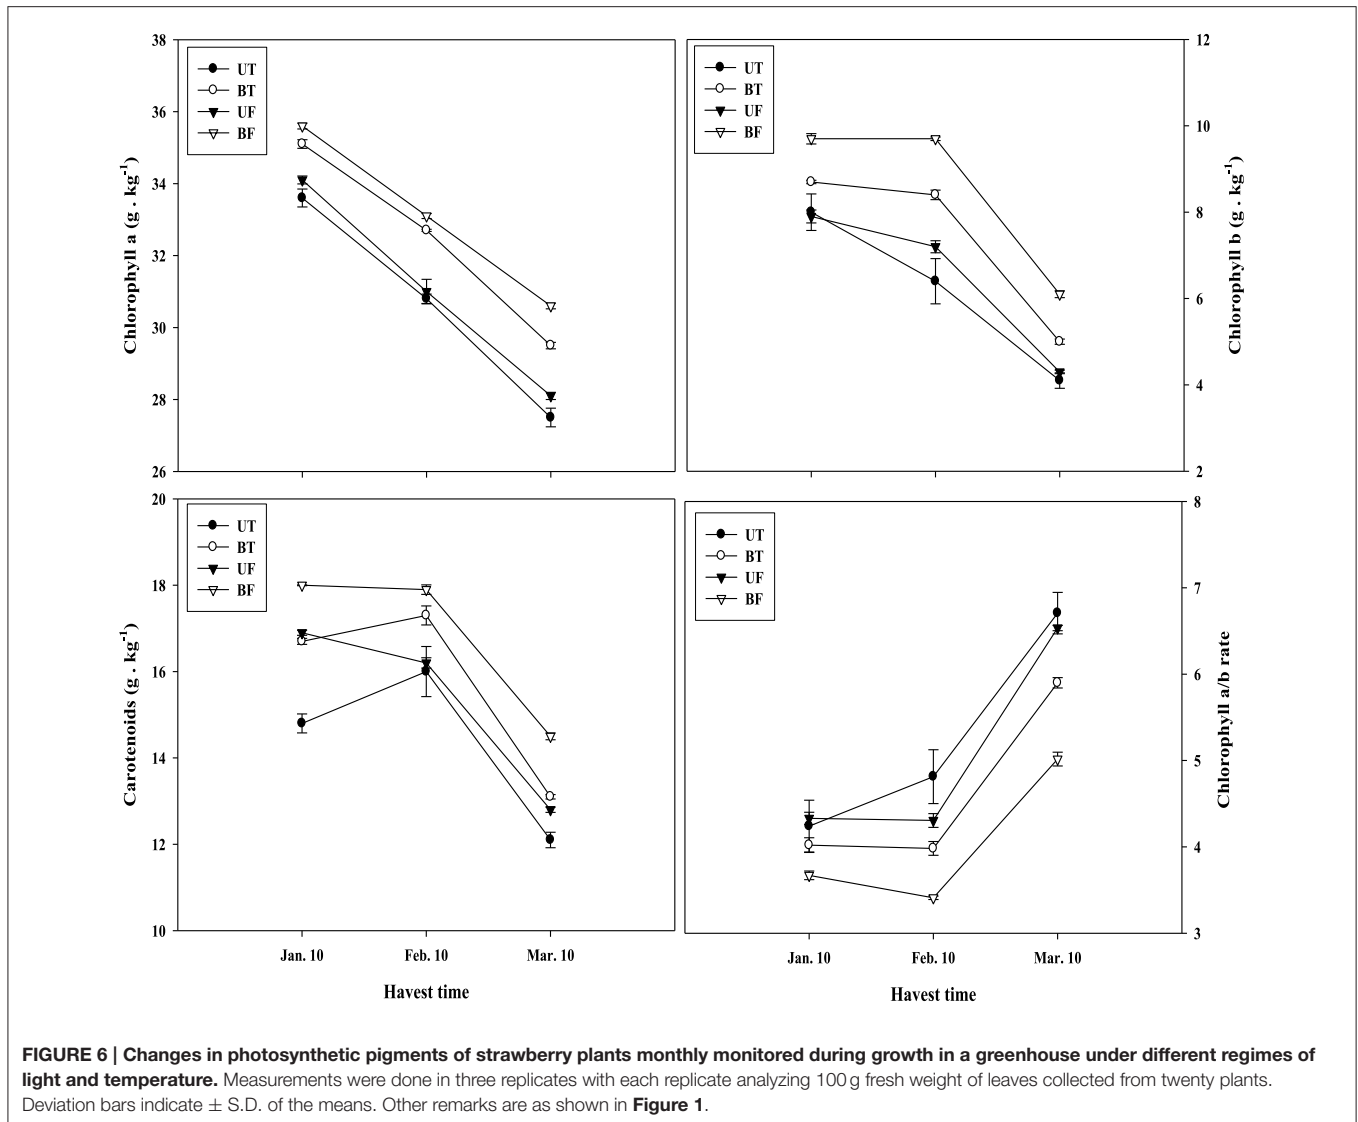 38
36
34
32
30
28
26
Chlorophyll a (g . kg-1)
UT
BT
UF
BF
12
10
8
6
4
2
Chlorophyll b (g . kg-1)
UT
BT
UF
BF
20
18
16
14
12
10
Carotenoids (g . kg-1)
UT
BT
UF
BF
Jan. 10 Feb. 10 Mar. 10
Havest time
8
7
6
5
4
3
Chlorophyll a/b rate
UT
BT
UF
BF
Jan. 10 Feb. 10 Mar. 10
Havest time
FIGURE 6 | Changes in photosynthetic pigments of strawberry plants monthly monitored during growth in a greenhouse under different regimes of
light and temperature. Measurements were done in three replicates with each replicate analyzing 100 g fresh weight of leaves collected from twenty plants.
Deviation bars indicate ± S.D. of the means. Other remarks are as shown in Figure 1.